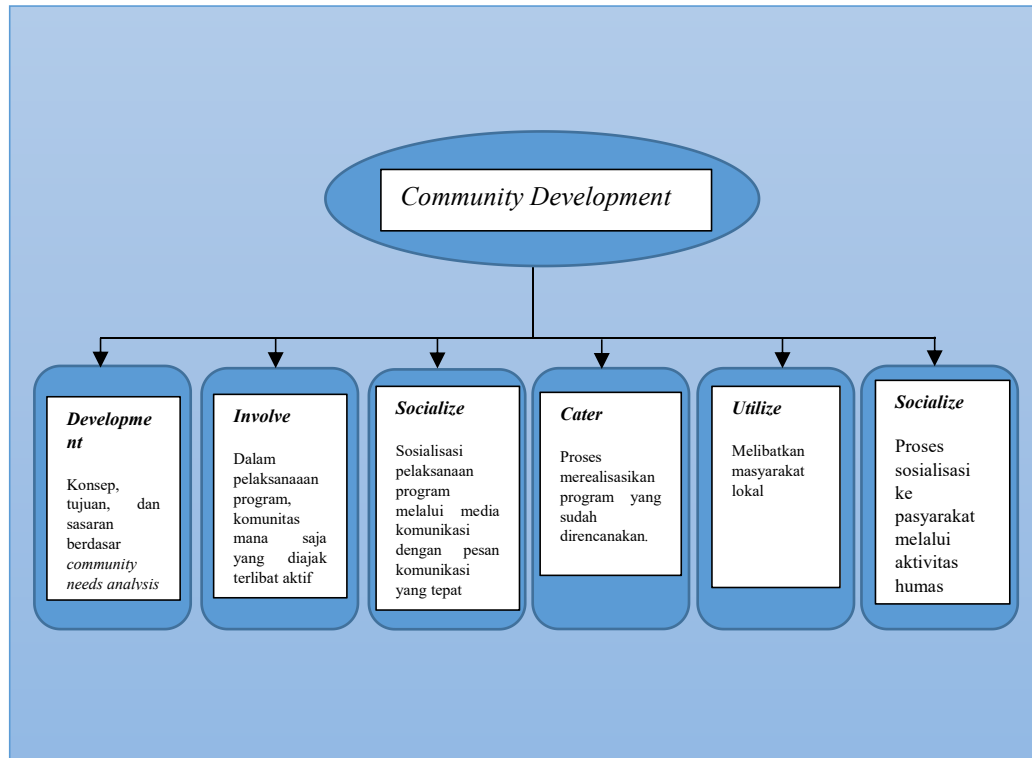 Community Development
Developme
nt
Konsep,
tujuan, dan
sasaran
berdasar
community
needs analysis
Involve
Dalam
pelaksanaaan
program,
komunitas
mana saja
yang diajak
terlibat aktif
Socialize
Sosialisasi
pelaksanaan
program
melalui media
komunikasi
dengan pesan
komunikasi
yang tepat
Cater
Proses
merealisasikan
program yang
sudah
direncanakan.
Utilize
Melibatkan
masyarakat
lokal
Socialize
Proses
sosialisasi
ke
pasyarakat
melalui
aktivitas
humas